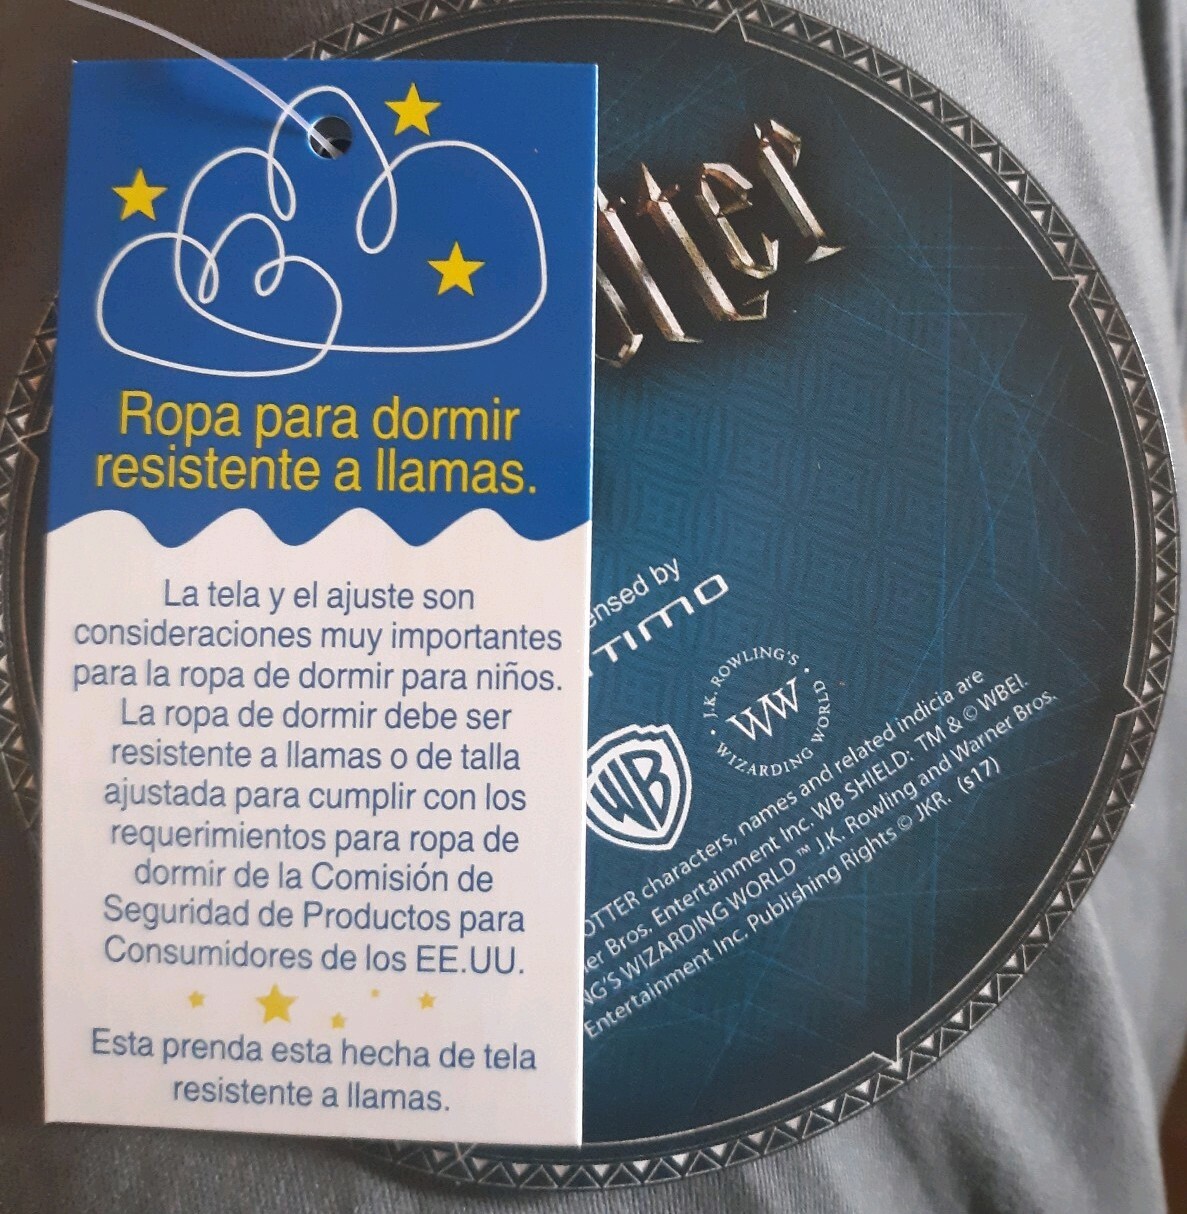 Ropa para dormir
resistente a llamas.
La tela y el ajuste son
consideraciones muy importantes
para la ropa de dormir para niños.
La ropa de dormir debe ser
resistente a llamas o de talla
ajustada para cumplir con los
requerimientos para ropa de
dormir de la Comisión de
Seguridad de Productos para
Consumidores de los EE.UU.
Esta prenda esta hecha de tela
resistente a llamas.
tter
ensed by
TIMO
J.K. ROWLING'S
WW
WIZARDING WORLD
WB
OTTER characters, names and related indicia are
er Bros. Entertainment Inc. WB SHIELD: TM & © WBEI.
NG'S WIZARDING WORLD ™ J.K. Rowling and Warner Bros.
Entertainment Inc. Publishing Rights © JKR. (s17)